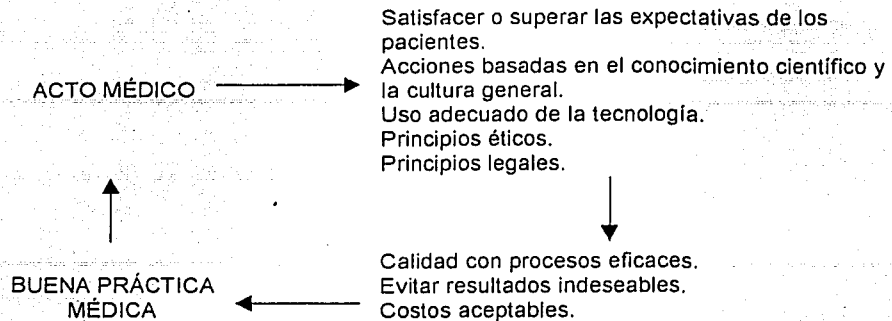 Satisfacer o superar las expectativas de los
pacientes.
Acciones basadas en el conocimiento científico y
la cultura general.
Uso adecuado de la tecnología.
Principios éticos.
Principios legales.
ACTO MÉDICO
Calidad con procesos eficaces.
Evitar resultados indeseables.
Costos aceptables.
BUENA PRÁCTICA
MÉDICA